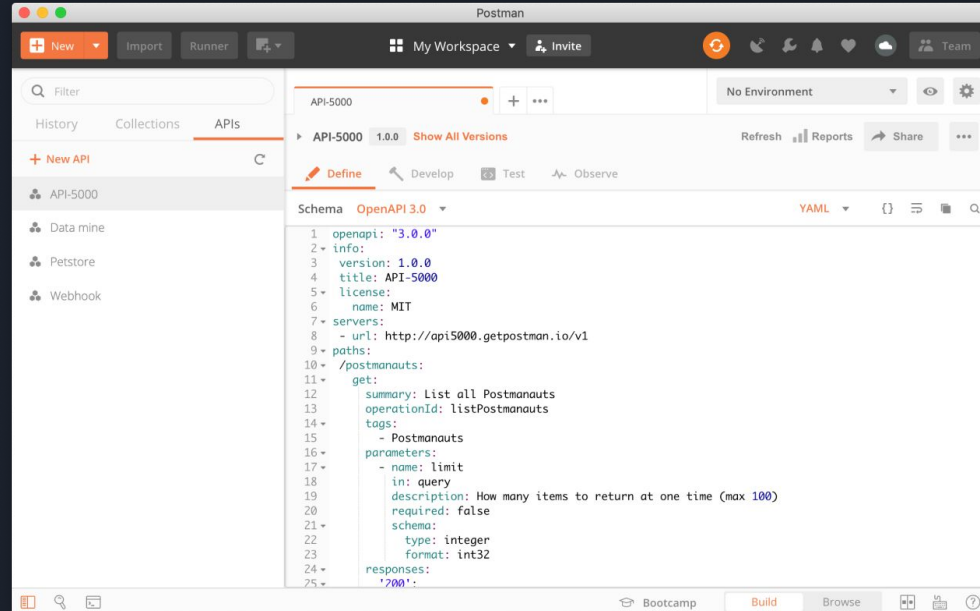 Postman
New Import Runner My Workspace Invite Team
Filter
History Collections APIs
New API
API-5000
Data mine
Petstore
Webhook
API-5000
No Environment
API-5000 1.0.0 Show All Versions Refresh Reports Share
Define Develop Test Observe
Schema OpenAPI 3.0 YAML {}
1 openapi: "3.0.0"
2 info:
3 version: 1.0.0
4 title: API-5000
5 license:
6 name: MIT
7 servers:
8 - url: http://api5000.getpostman.io/v1
9 paths:
10 /postmanauts:
11 get:
12 summary: List all Postmanauts
13 operationId: listPostmanauts
14 tags:
15 - Postmanauts
16 parameters:
17 - name: limit
18 in: query
19 description: How many items to return at one time (max 100)
20 required: false
21 schema:
22 type: integer
23 format: int32
24 responses:
25 '200':
Bootcamp Build Browse